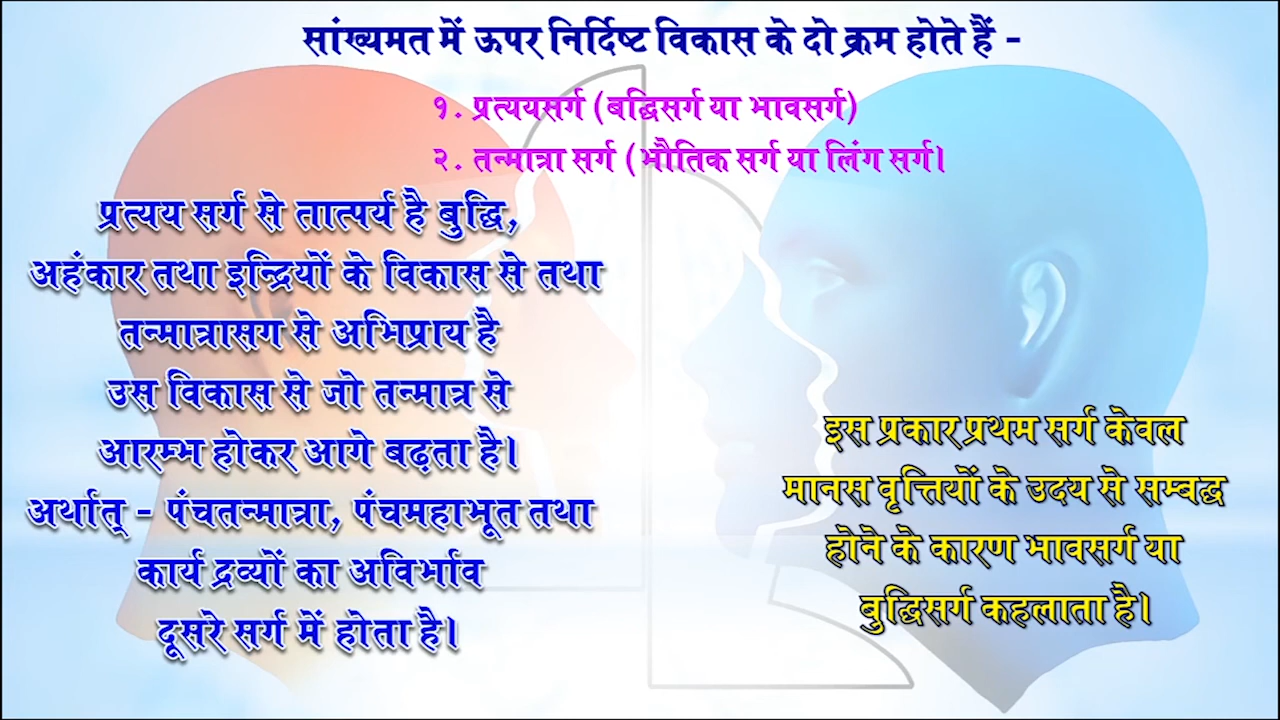 सांख्यमत में ऊपर निर्दिष्ट विकास के दो क्रम होते हैं -
१. प्रत्ययसर्ग (बद्धिसर्ग या भावसर्ग)
२. तन्मात्रा सर्ग (भौतिक सर्ग या लिंग सर्ग।
प्रत्यय सर्ग से तात्पर्य है बुद्धि,
अहंकार तथा इन्द्रियों के विकास से तथा
तन्मात्रासग से अभिप्राय है
उस विकास से जो तन्मात्र से
आरम्भ होकर आगे बढ़ता है।
अर्थात् - पंचतन्मात्रा, पंचमहाभूत तथा
कार्य द्रव्यों का अविर्भाव
दूसरे सर्ग में होता है।
इस प्रकार प्रथम सर्ग केवल
मानस वृत्तियों के उदय से सम्बद्ध
होने के कारण भावसर्ग या
बुद्धिसर्ग कहलाता है।